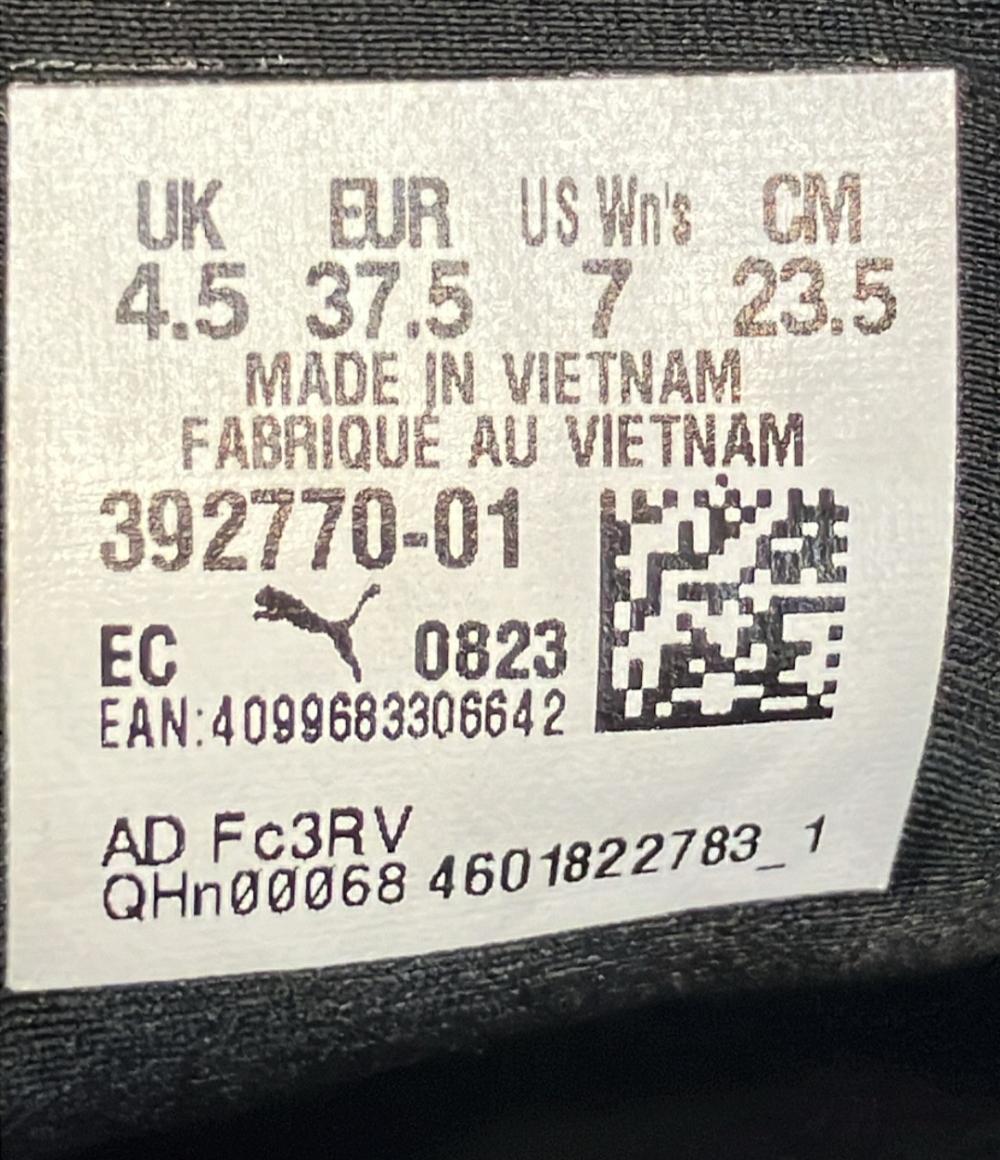 UK EUR US Wn's CM
4.5 37.5 7 23.5
MADE IN VIETNAM
FABRIQUÉ AU VIETNAM
392770-01
EC 0823
EAN:4099683306642
AD Fc3RV
QHn00068 4601822783_1